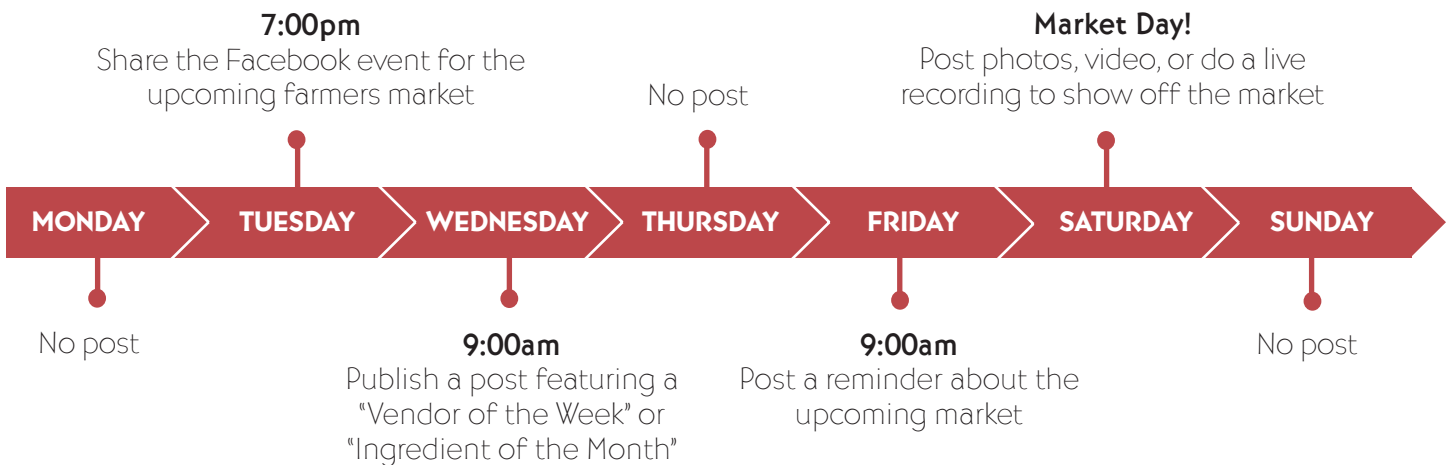 7:00pm
Share the Facebook event for the
upcoming farmers market
No post
Market Day!
Post photos, video, or do a live
recording to show off the market
MONDAY
TUESDAY
WEDNESDAY
THURSDAY
FRIDAY
SATURDAY
SUNDAY
No post
9:00am
Publish a post featuring a
“Vendor of the Week” or
“Ingredient of the Month”
9:00am
Post a reminder about the
upcoming market
No post